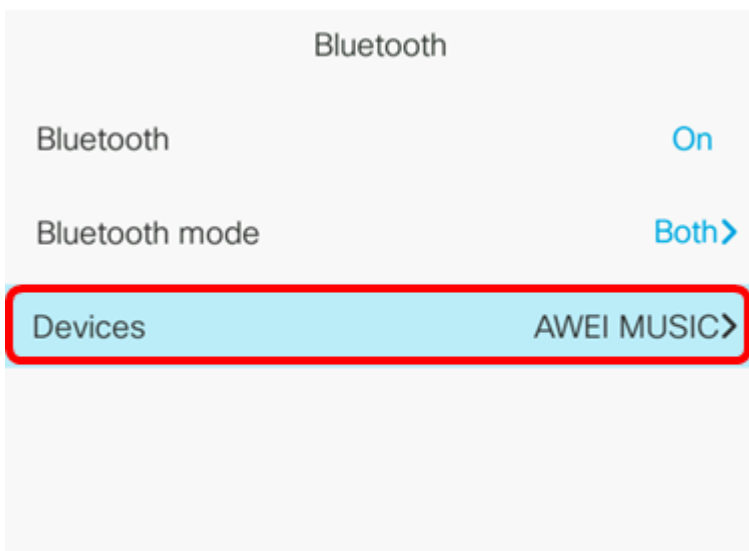 Bluetooth
Bluetooth On
Bluetooth mode Both>
Devices AWEI MUSIC>